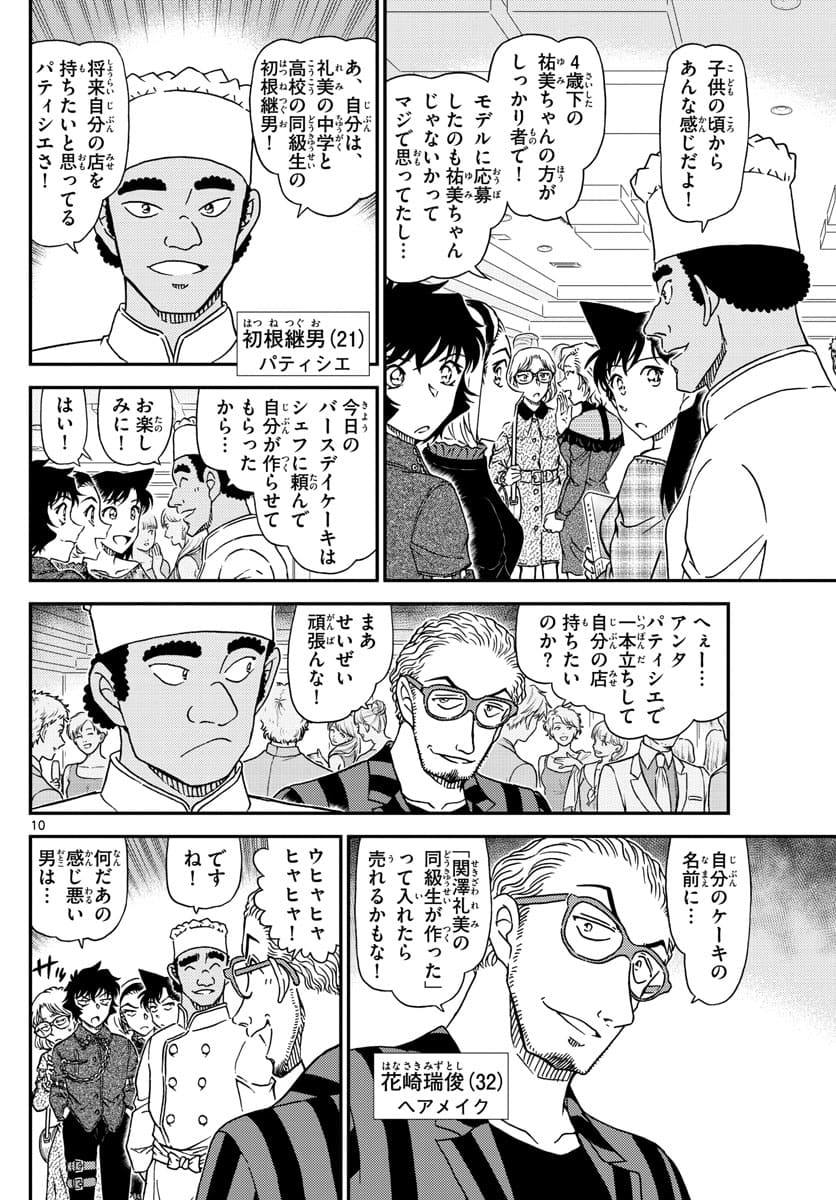 子供の頃から
あんな感じだよ！
4歳下の
祐美ちゃんの方が
しっかり者で！
モデルに応募
したのも祐美ちゃん
じゃないかって
マジで思ってたし…
あ、自分は、
礼美の中学と
高校の同級生の
初根継男！
将来自分の店を
持ちたいと思ってる
パティシエさ！
初根継男(21)
パティシエ
今日の
バースデイケーキは
シェフに頼んで
自分が作らせて
もらった
から…
お楽し
みに！
はい！
へぇー…
アンタ
パティシエで
一本立ちして
自分の店
持ちたい
のか？
まあ
せいぜい
頑張んな！
10
自分のケーキの
名前に…
「関澤礼美の
同級生が作った」
って入れたら
売れるかもな！
花崎瑞俊(32)
ヘアメイク
ウヒャヒャ
ヒャヒャ！
です
ね！
何だあの
感じ悪い
男は…